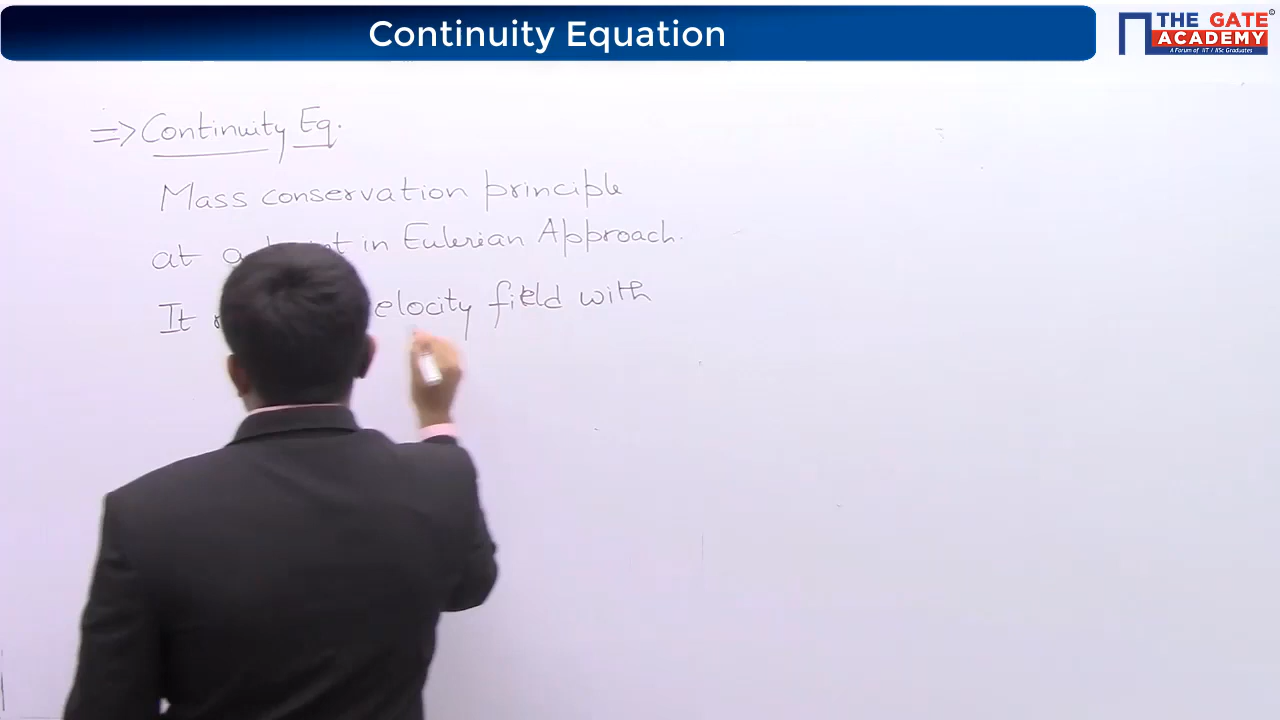 Continuity Equation
THE GATE ACADEMY
A Forum of IIT / IISc Graduates
=> Continuity Eq.
Mass conservation principle
at a in Eulerian Approach.
It field with